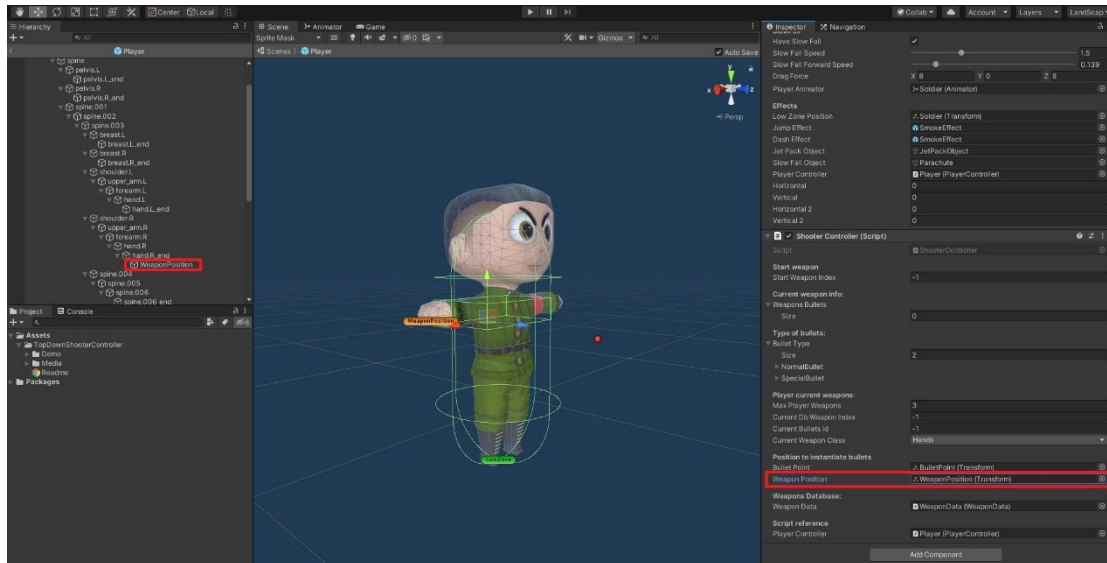 Center
Local
Collab
Account
Layers
LandScap
Hierarchy
All
Player
spine
pelvis.L
pelvis.L_end
pelvis.R
pelvis.R_end
spine.001
spine.002
spine.003
breast.L
breast.L_end
breast.R
breast.R_end
shoulder.L
upper_arm.L
forearm.L
hand.L
hand.L_end
shoulder.R
upper_arm.R
forearm.R
hand.R
hand.R_end
WeaponPosition
spine.004
spine.005
spine.006
spine.006_end
Project
Console
Assets
TopDownShooterController
Demo
Media
Readme
Packages
Scene
Animator
Game
Sprite Mask
2D
0
Gizmos
All
Scenes
Player
Auto Save
y
x
z
Persp
WeaponPosition
LowZone
Inspector
Navigation
Have Slow Fall
Slow Fall Speed 1.5
Slow Fall Forward Speed 0.139
Drag Force X 8 Y 0 Z 8
Player Animator Soldier (Animator)
Effects
Low Zone Position Soldier (Transform)
Jump Effect SmokeEffect
Dash Effect SmokeEffect
Jet Pack Object JetPackObject
Slow Fall Object Parachute
Player Controller Player (PlayerController)
Horizontal 0
Vertical 0
Horizontal 2 0
Vertical 2 0
Shooter Controller (Script)
Script ShooterController
Start weapon
Start Weapon Index -1
Current weapon info:
Weapons Bullets
Size 0
Type of bullets:
Bullet Type
Size 2
NormalBullet
SpecialBullet
Player current weapons:
Max Player Weapons 3
Current Db Weapon Index -1
Current Bullets Id -1
Current Weapon Class Hands
Position to instantiate bullets
Bullet Point BulletPoint (Transform)
Weapon Position WeaponPosition (Transform)
Weapons Database:
Weapon Data WeaponData (WeaponData)
Script reference
Player Controller Player (PlayerController)
Add Component